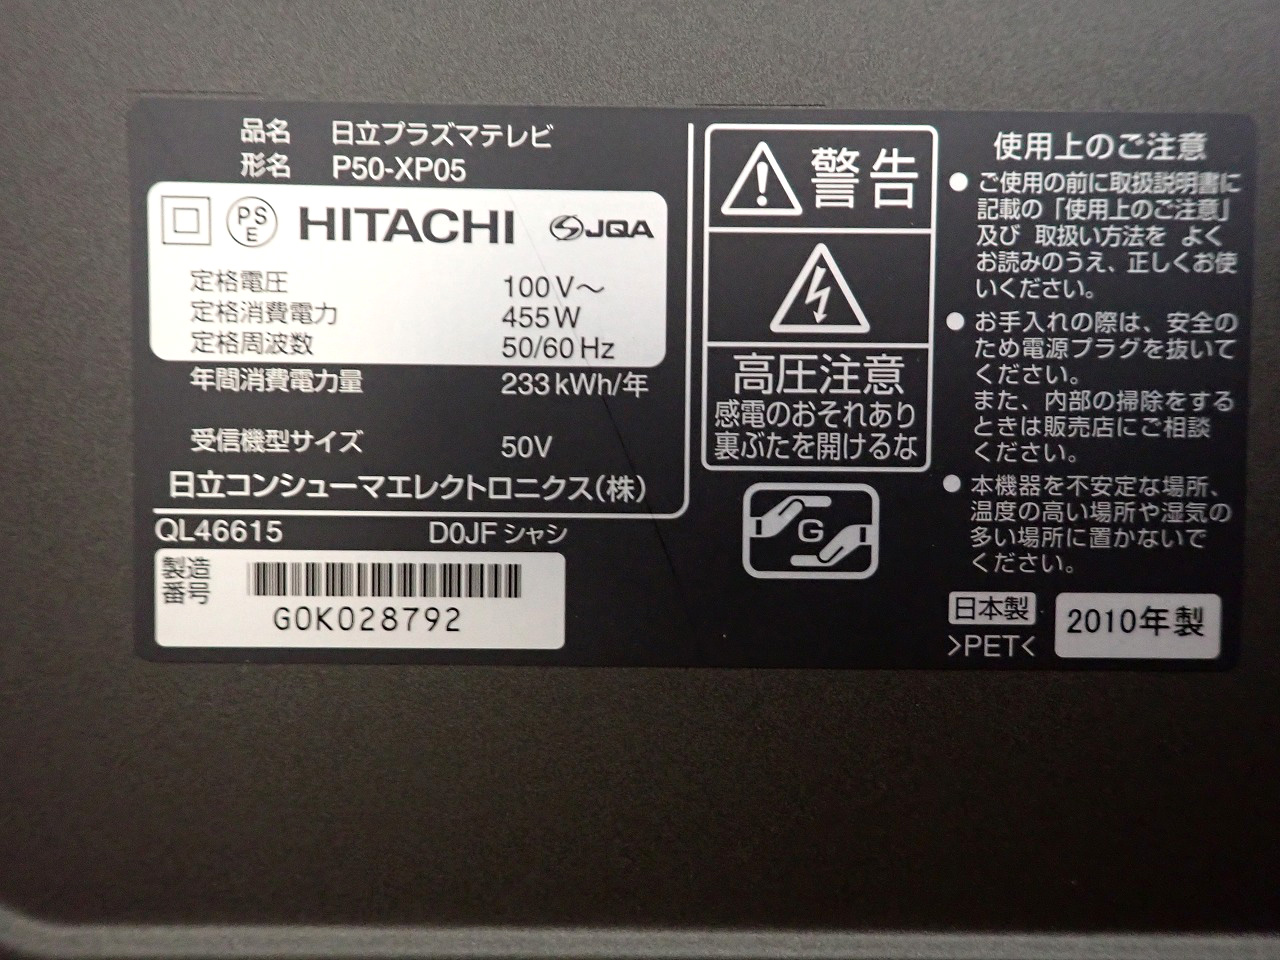 品名 日立プラズマテレビ
形名 P50-XP05
PS
E
HITACHI
JQA
定格電圧 100V～
定格消費電力 455W
定格周波数 50/60Hz
年間消費電力量 233kWh/年
受信機型サイズ 50V
日立コンシューマエレクトロニクス(株)
QL46615 D0JFシャシ
製造
番号
G0K028792
警告
高圧注意
感電のおそれあり
裏ぶたを開けるな
G
使用上のご注意
●ご使用の前に取扱説明書に
記載の「使用上のご注意」
及び 取扱い方法を よく
お読みのうえ、正しくお使
いください。
●お手入れの際は、安全の
ため電源プラグを抜いて
ください。
また、内部の掃除をする
ときは販売店にご相談
ください。
●本機器を不安定な場所、
温度の高い場所や湿気の
多い場所に置かないで
ください。
日本製
>PET<
2010年製